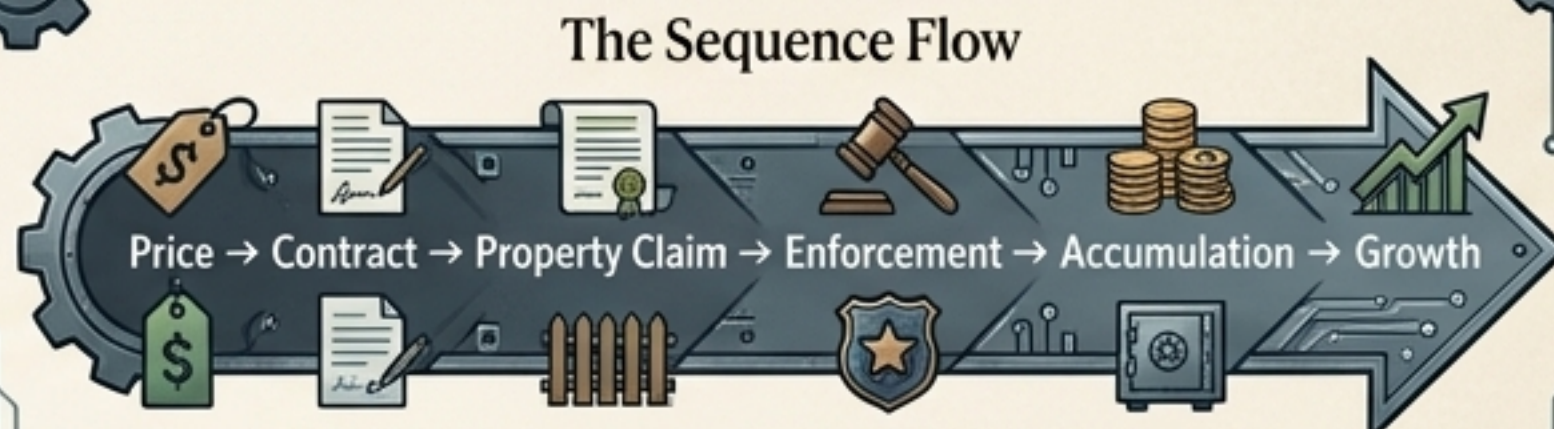 The Sequence Flow
Price → Contract → Property Claim → Enforcement → Accumulation → Growth
$
$